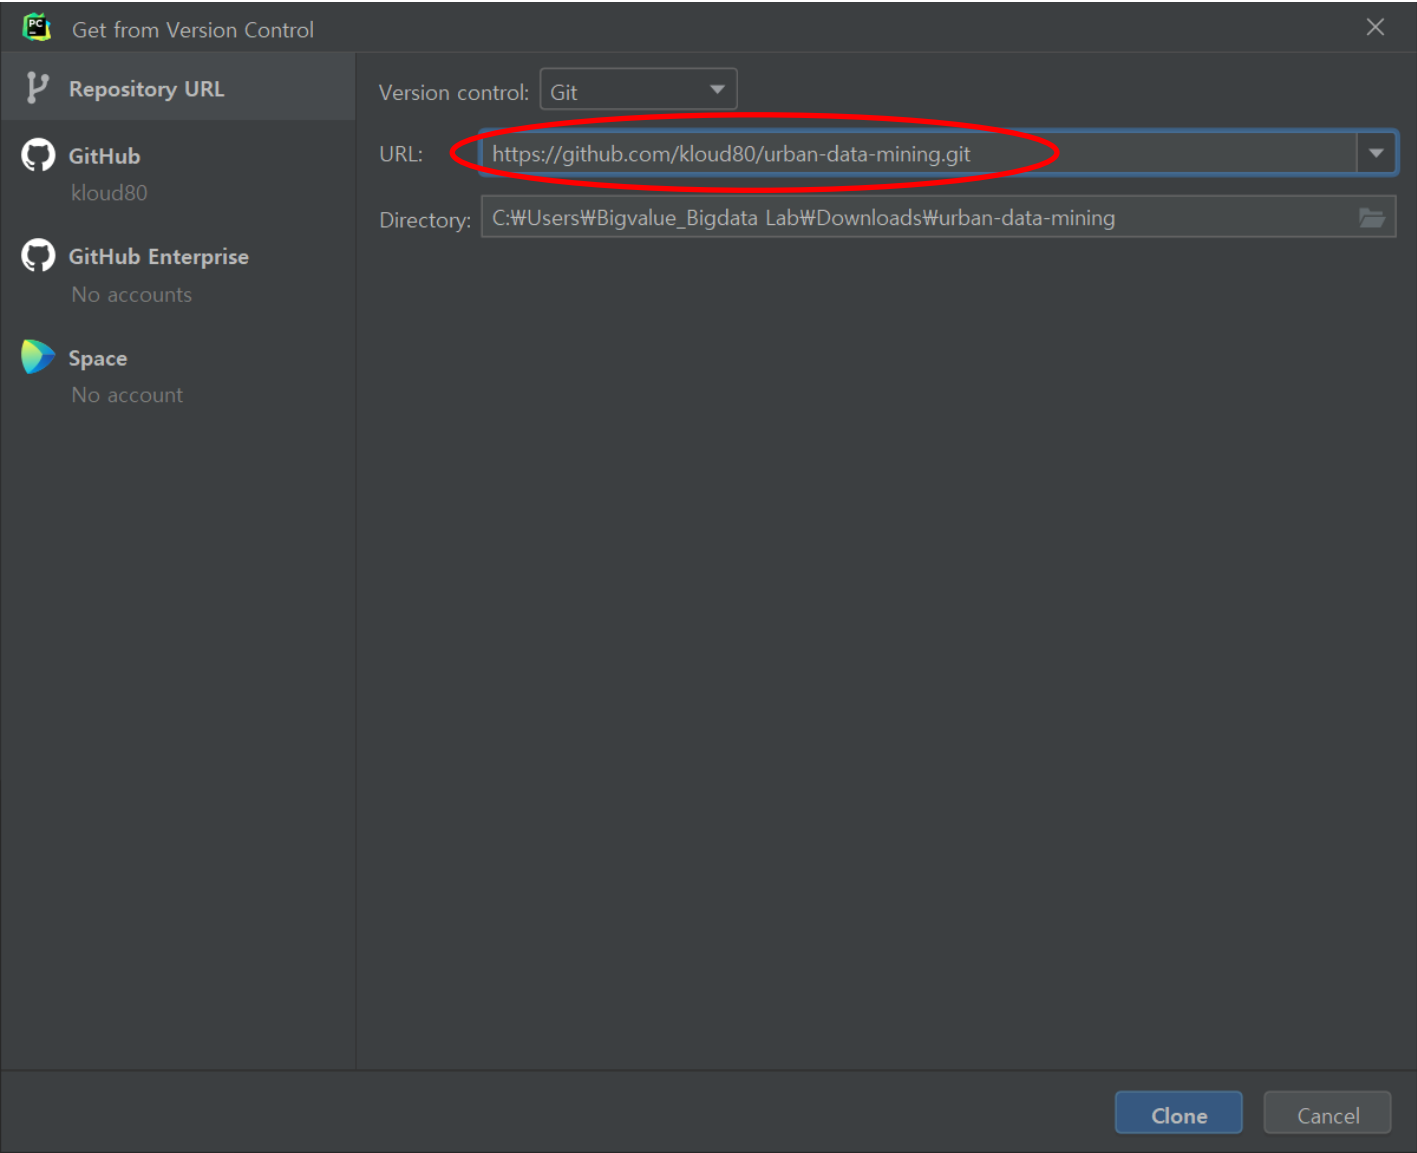 PC
Get from Version Control
Repository URL
GitHub
kloud80
GitHub Enterprise
No accounts
Space
No account
Version control: Git
URL: https://github.com/kloud80/urban-data-mining.git
Directory: C:₩Users₩Bigvalue_Bigdata Lab₩Downloads₩urban-data-mining
Clone Cancel